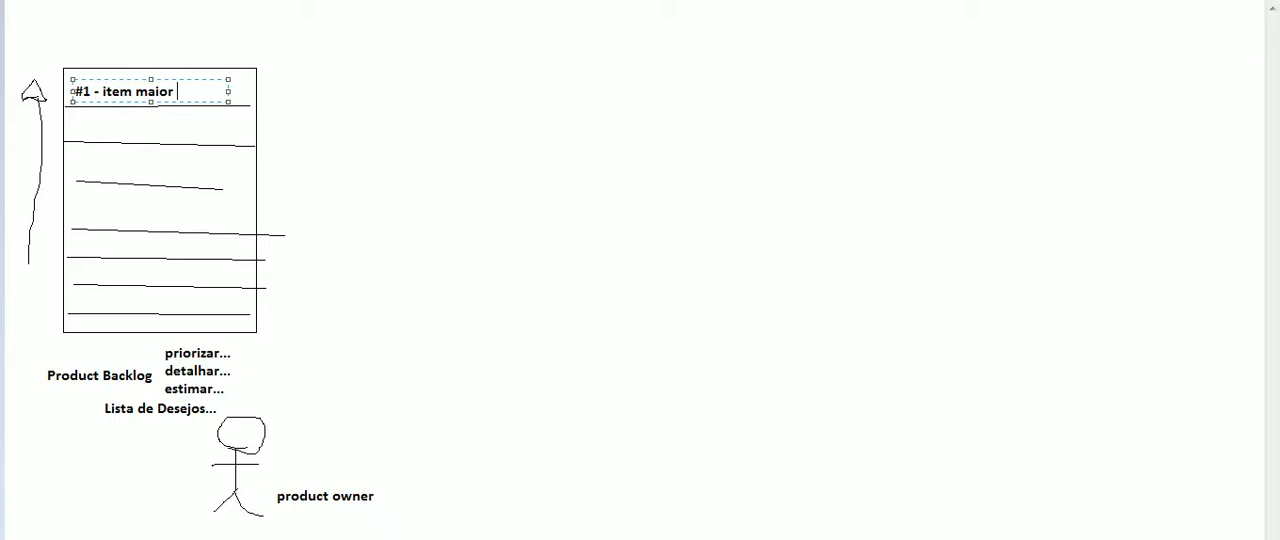 #1 - item maior
priorizar...
Product Backlog
detalhar...
estimar...
Lista de Desejos...
product owner